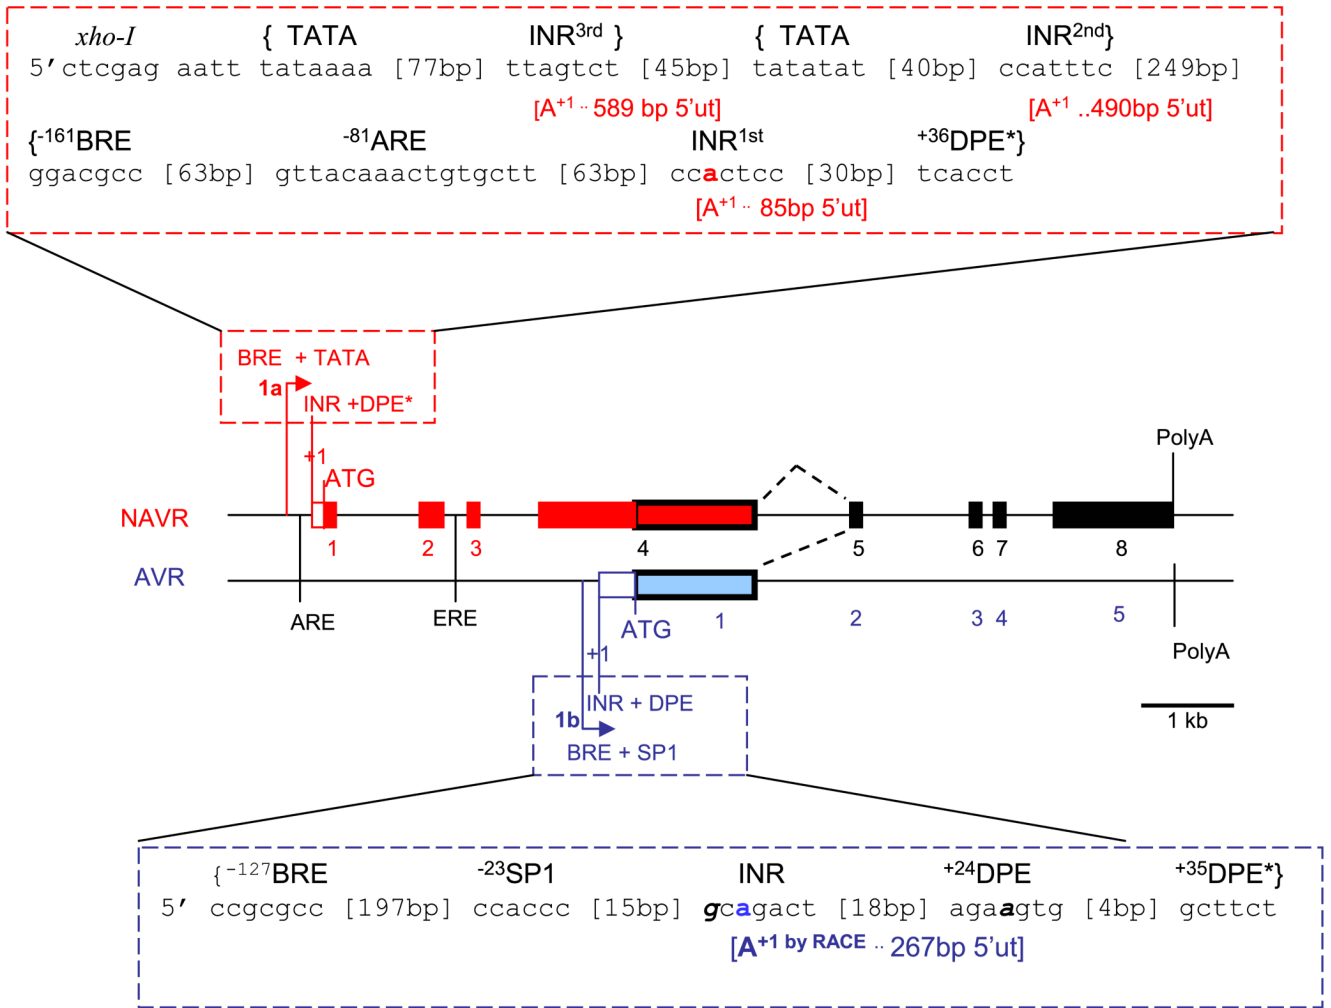 xho-I { TATA INR3rd } { TATA INR2nd}
5’ctcgag aatt tataaaa [77bp] ttagtct [45bp] tatatat [40bp] ccatttc [249bp]
[A+1 .. 589 bp 5’ut] [A+1 ..490bp 5’ut]
{-161BRE -81ARE INR1st +36DPE*}
ggacgcc [63bp] gttacaaactgtgctt [63bp] ccactcc [30bp] tcacct
[A+1 .. 85bp 5’ut]
BRE + TATA
1a
INR +DPE*
+1
ATG
PolyA
NAVR
1 2 3 4 5 6 7 8
AVR
ARE ERE ATG 1 2 3 4 5
+1
PolyA
INR + DPE
1b
BRE + SP1
1 kb
{-127BRE -23SP1 INR +24DPE +35DPE*}
5’ ccgcgcc [197bp] ccaccc [15bp] gcagact [18bp] agaagtg [4bp] gcttct
[A+1 by RACE .. 267bp 5’ut]